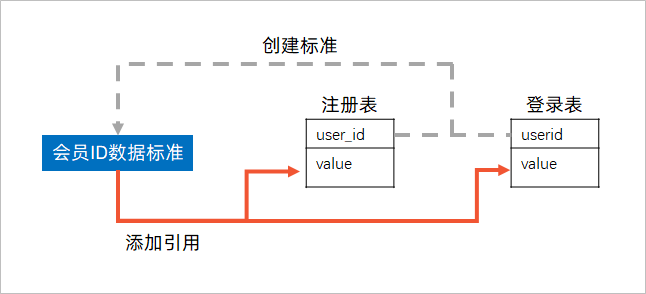 创建标准
注册表
登录表
user_id
userid
会员ID数据标准
value
value
添加引用